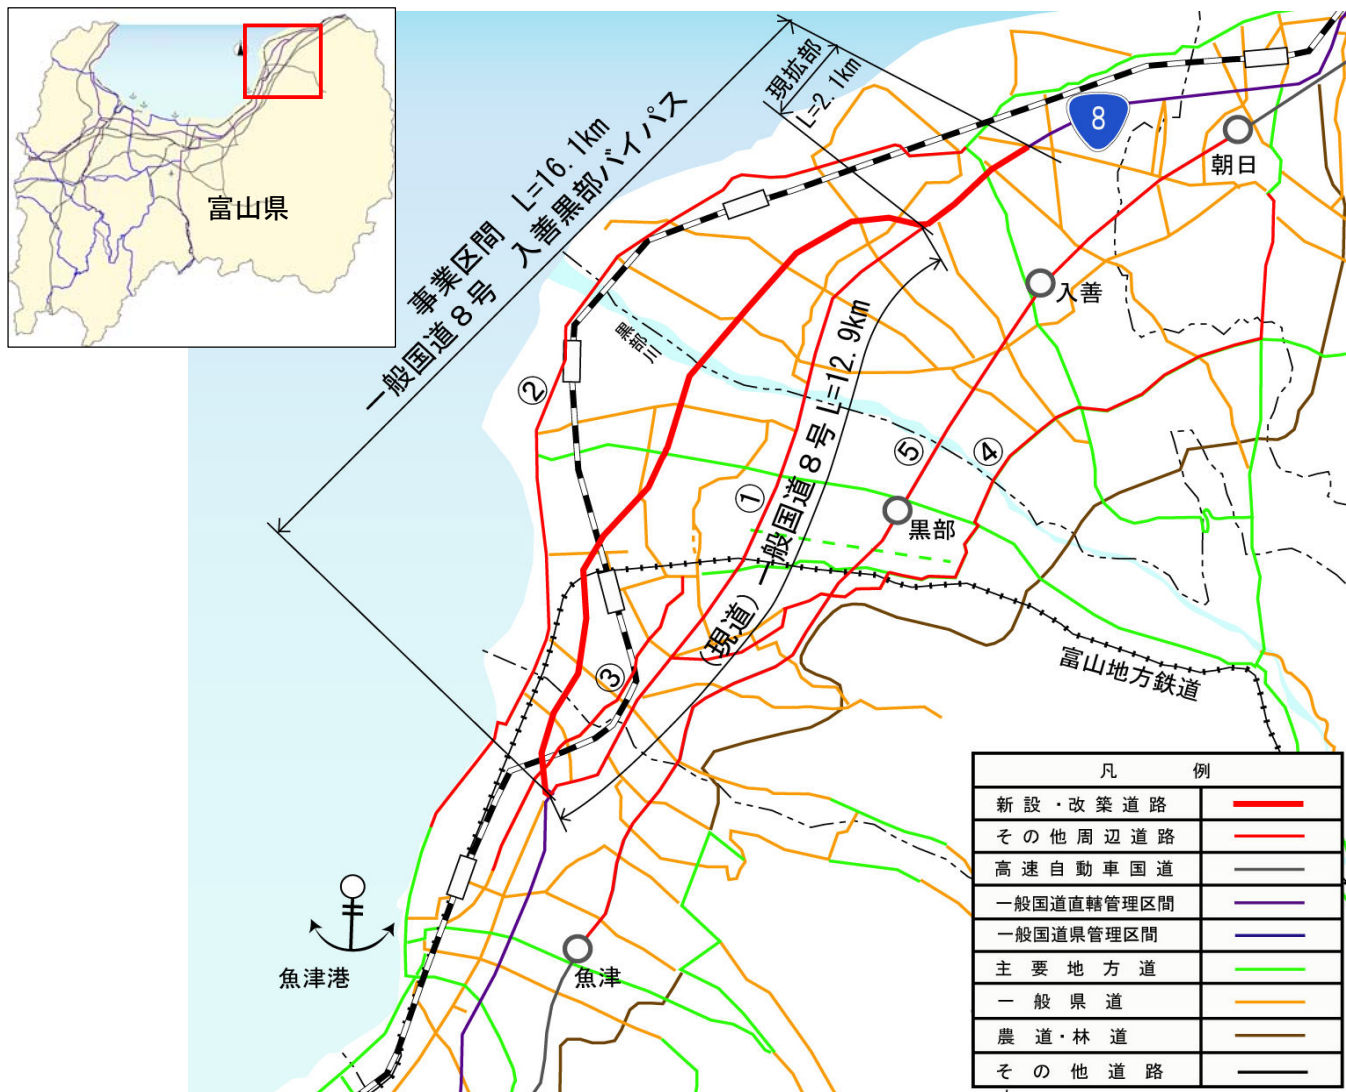 富山県
現拡部
L=2.1km
事業区間 L=16.1km
一般国道８号 入善黒部バイパス
8
朝日
入善
黒部川
②
⑤
④
①
(現道)一般国道８号 L=12.9km
黒部
③
富山地方鉄道
魚津港
魚津
凡 例
新設・改築道路
その他周辺道路
高速自動車国道
一般国道直轄管理区間
一般国道県管理区間
主要地方道
一般県道
農道・林道
その他道路